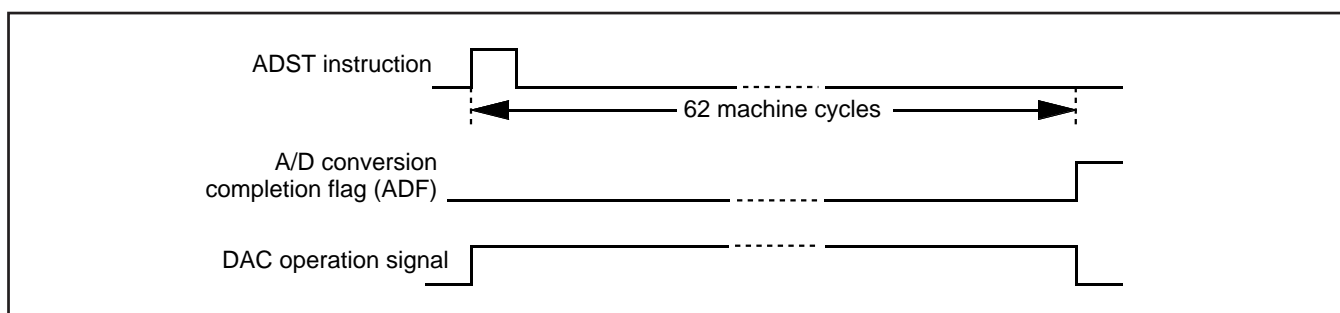 ADST instruction
62 machine cycles
A/D conversion
completion flag (ADF)
DAC operation signal